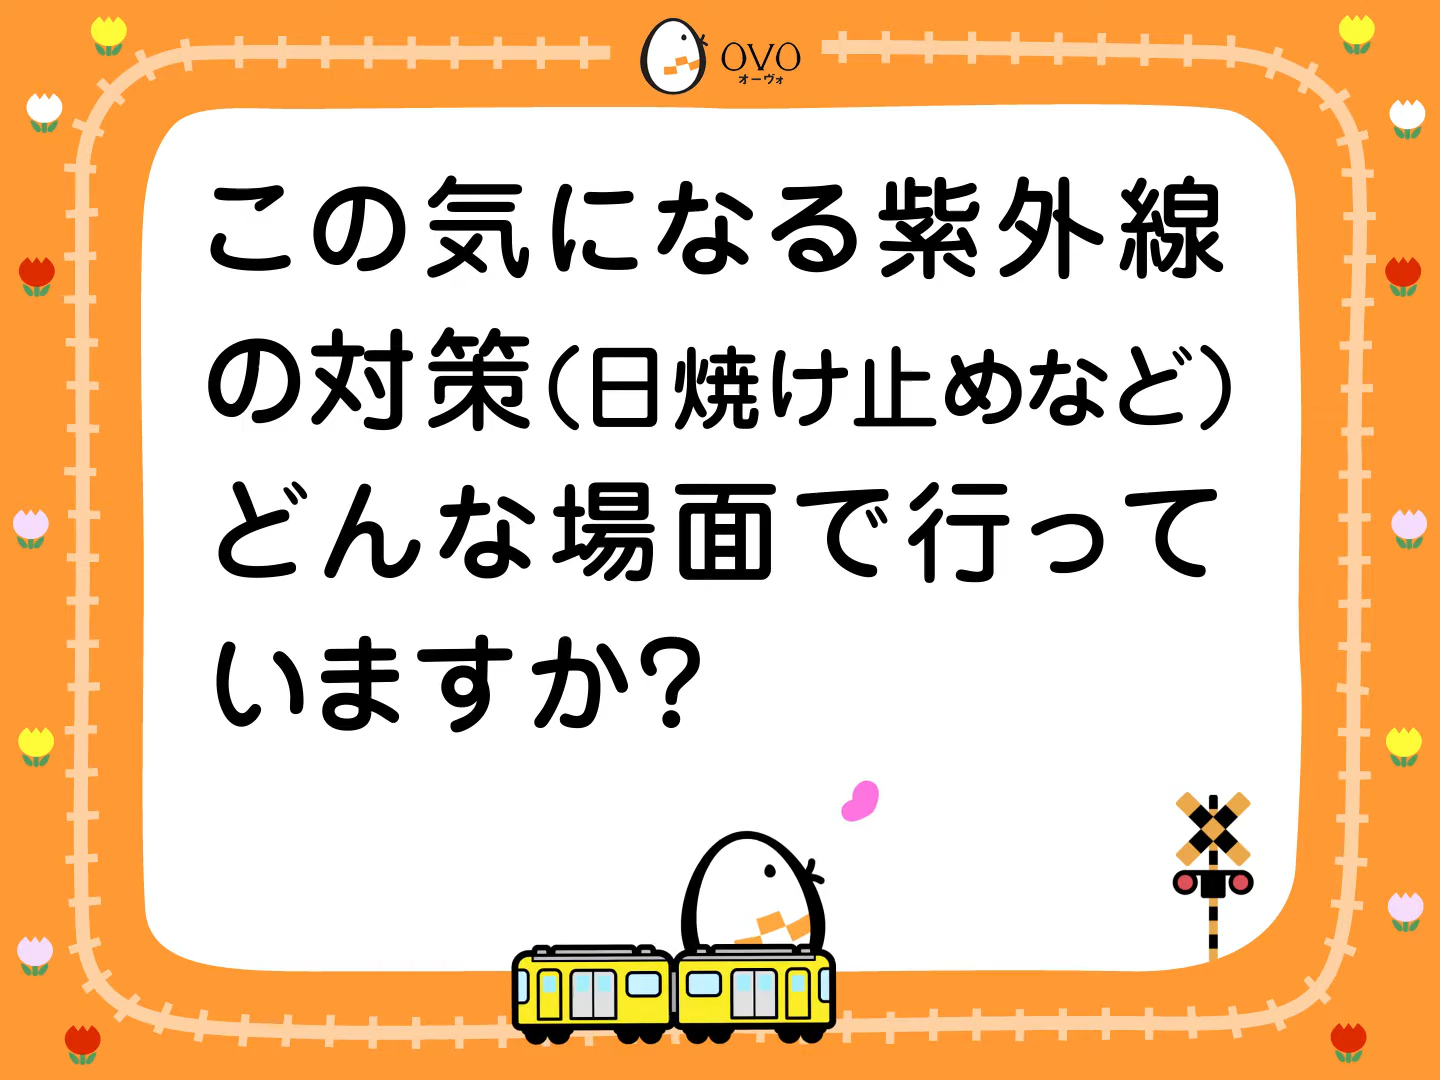 OVO
オーヴォ
この気になる紫外線
の対策(日焼け止めなど)
どんな場面で行って
いますか?